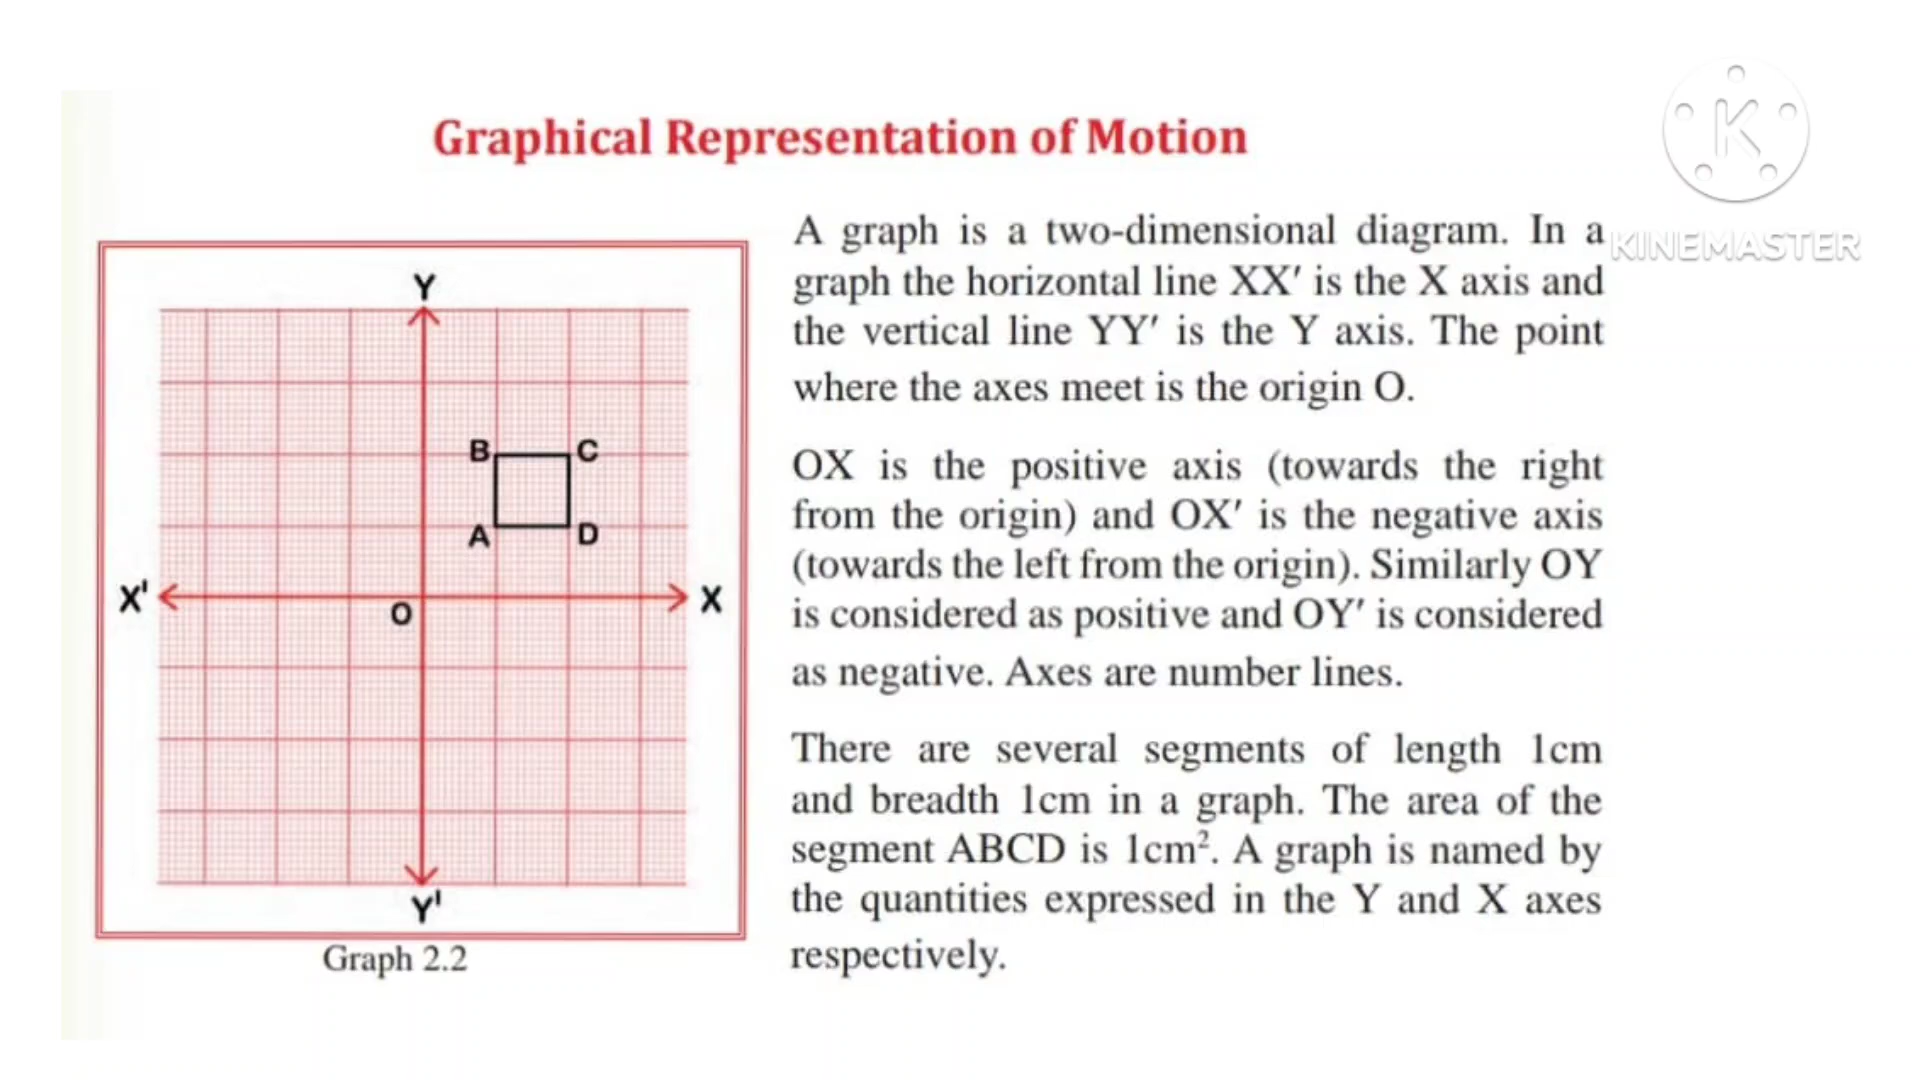 Graphical Representation of Motion
K
KINEMASTER
Y
B
C
A
D
X'
O
X
Y'
Graph 2.2
A graph is a two-dimensional diagram. In a
graph the horizontal line XX′ is the X axis and
the vertical line YY′ is the Y axis. The point
where the axes meet is the origin O.
OX is the positive axis (towards the right
from the origin) and OX′ is the negative axis
(towards the left from the origin). Similarly OY
is considered as positive and OY′ is considered
as negative. Axes are number lines.
There are several segments of length 1cm
and breadth 1cm in a graph. The area of the
segment ABCD is 1cm². A graph is named by
the quantities expressed in the Y and X axes
respectively.